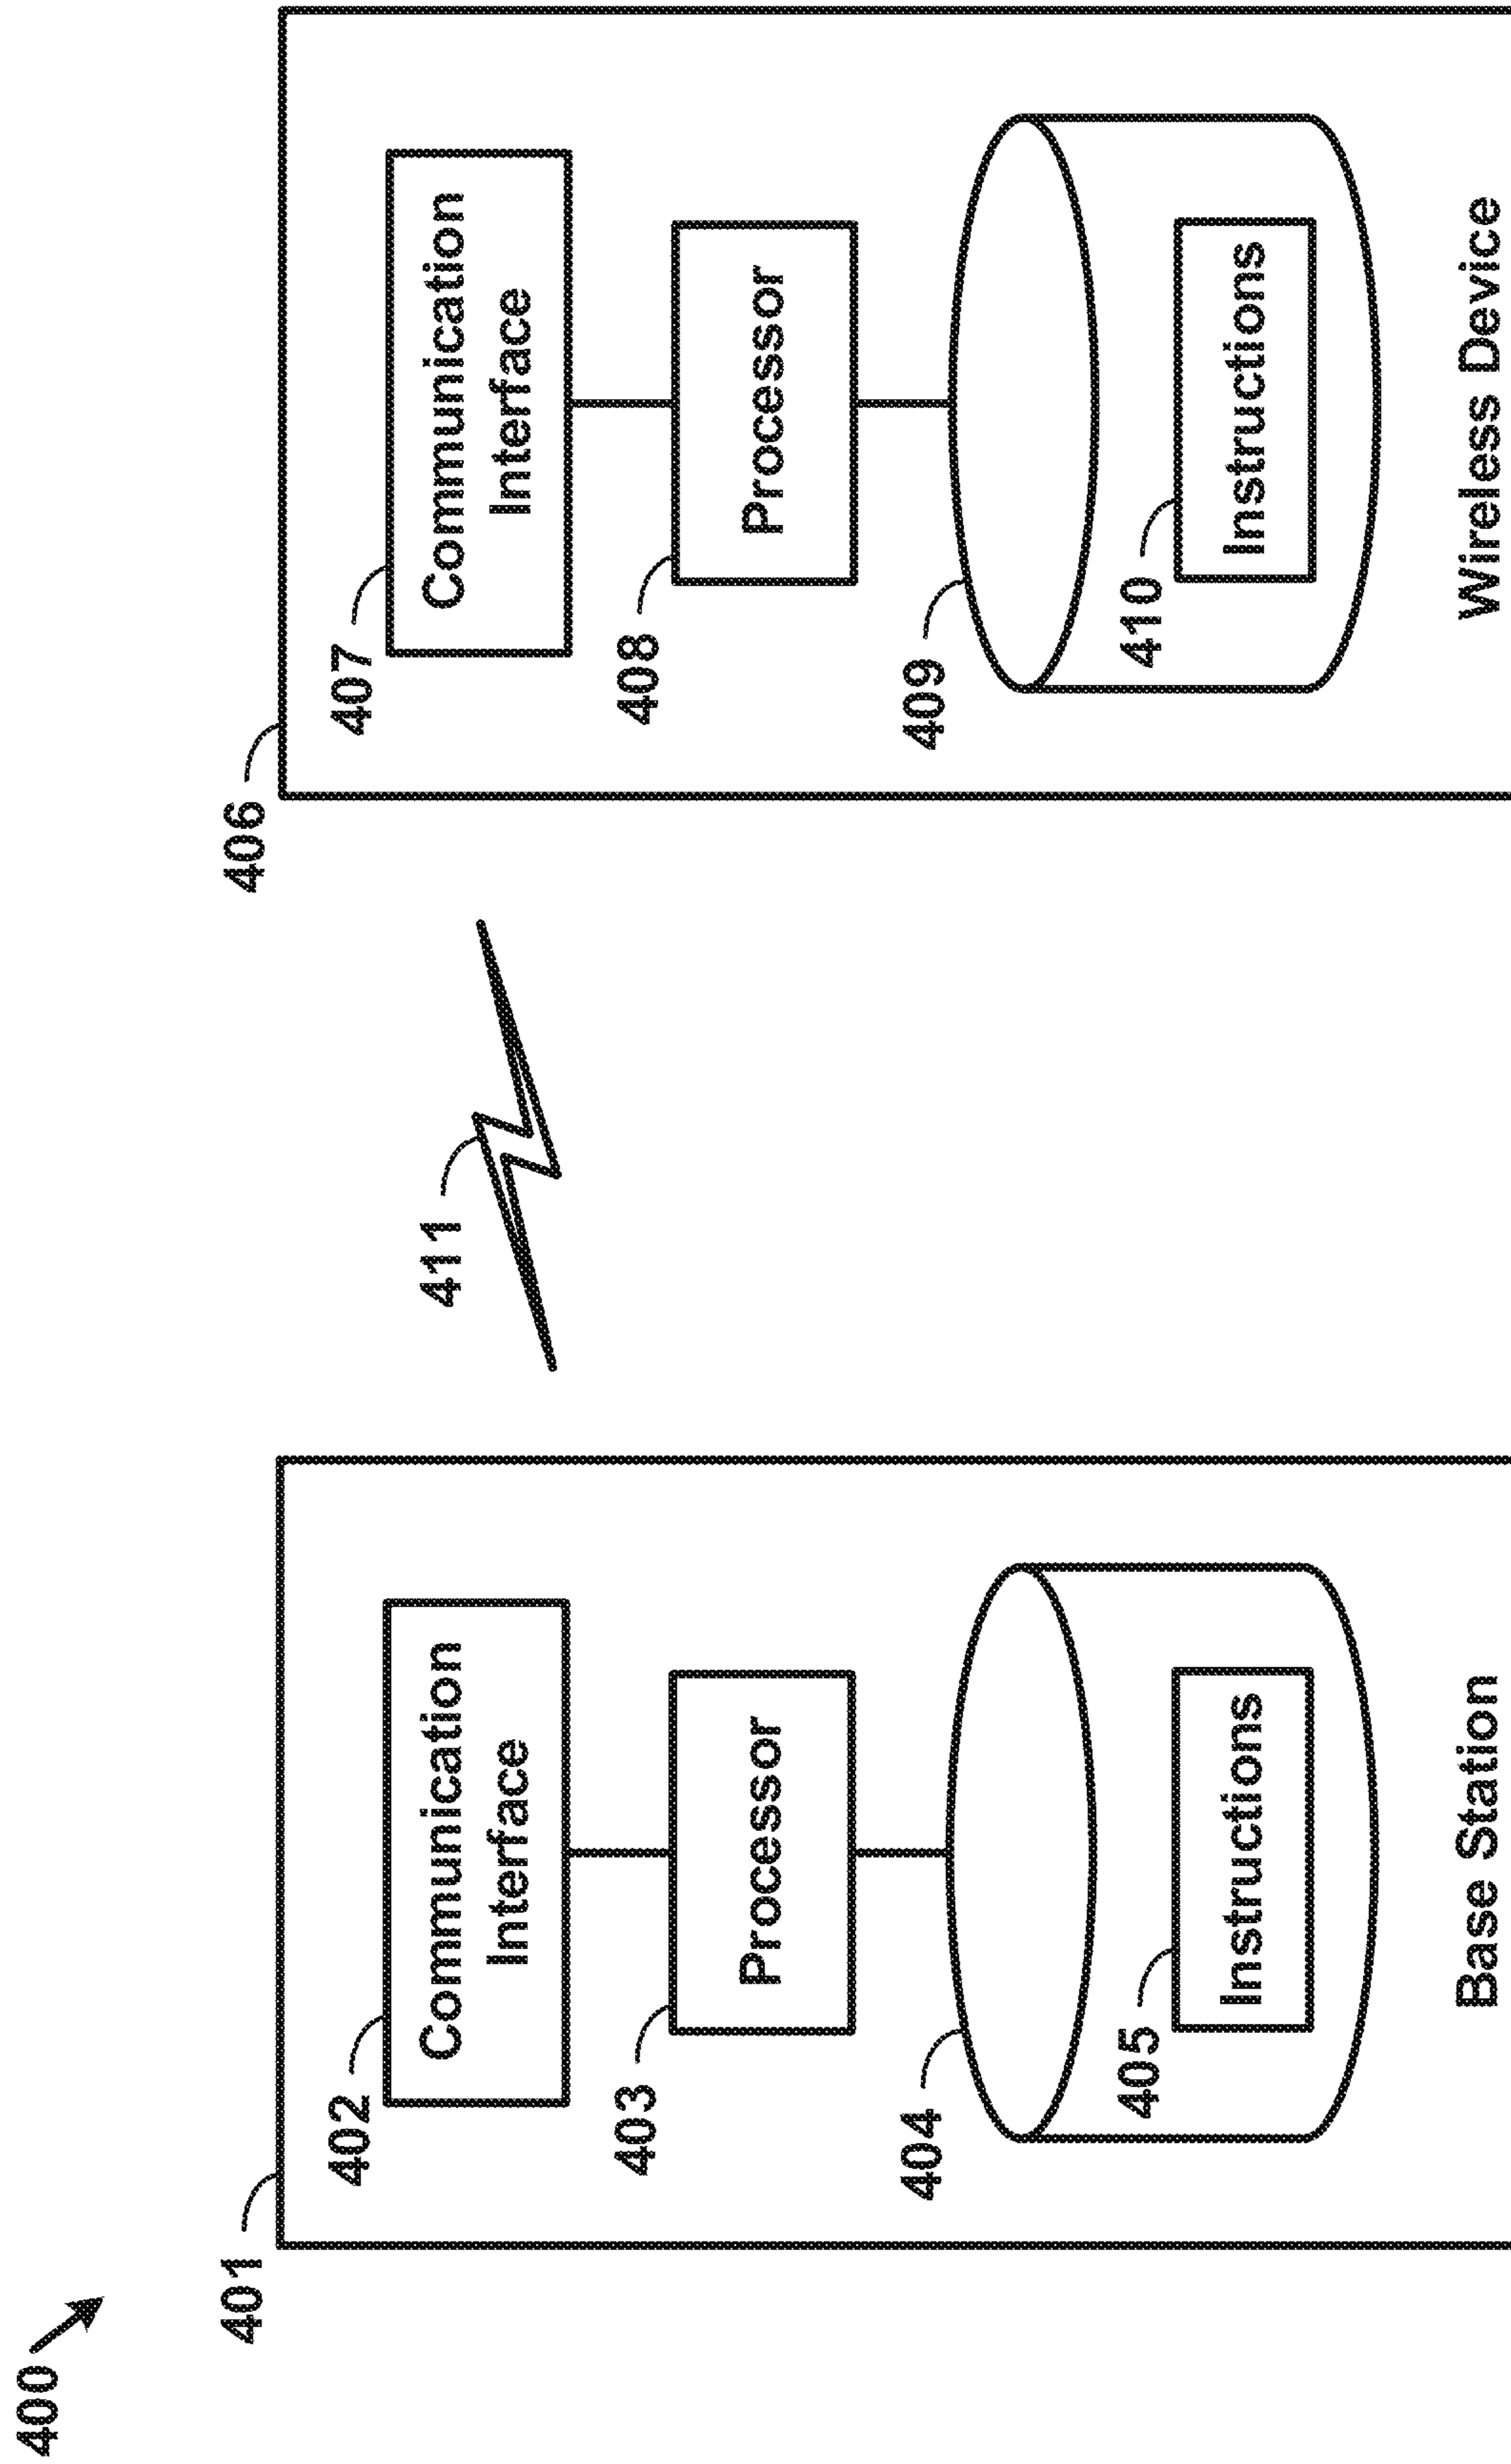 400
401
402
Communication
Interface
403
Processor
404
405
Instructions
Base Station
411
406
407
Communication
Interface
408
Processor
409
410
Instructions
Wireless Device